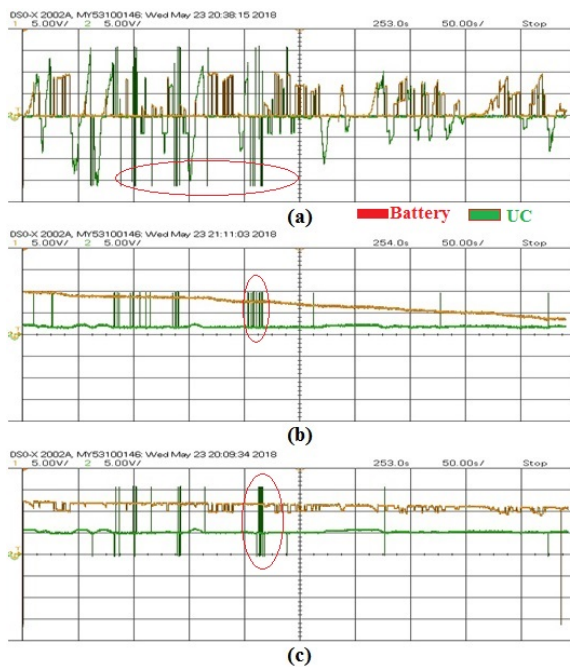 DSO-X 2002A, MY53100146: Wed May 23 20:38:15 2018
1 5.00V/ 2 5.00V/ 253.0s 50.00s/ Stop
(a)
Battery UC
DSO-X 2002A, MY53100146: Wed May 23 21:11:03 2018
1 5.00V/ 2 5.00V/ 254.0s 50.00s/ Stop
(b)
DSO-X 2002A, MY53100146: Wed May 23 20:09:34 2018
1 5.00V/ 2 5.00V/ 253.0s 50.00s/ Stop
(c)